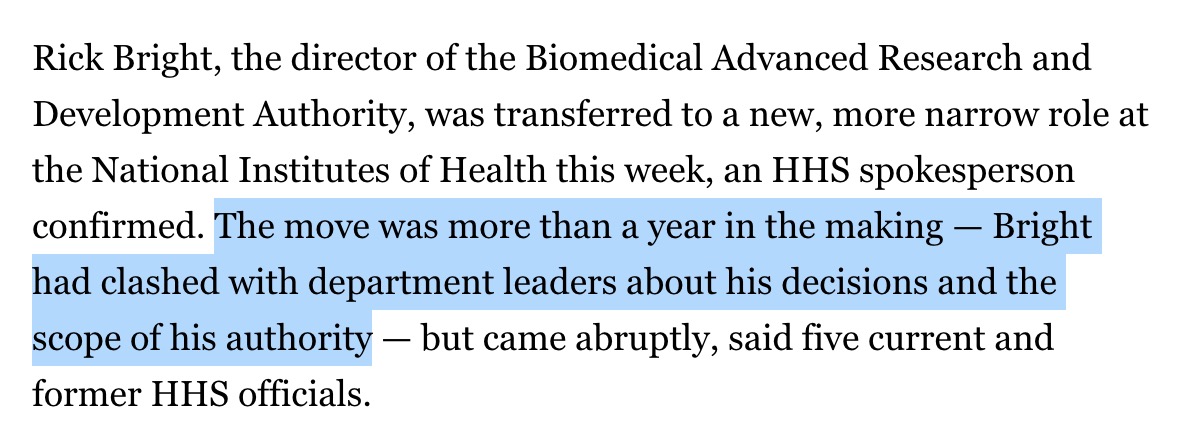 Rick Bright, the director of the Biomedical Advanced Research and
Development Authority, was transferred to a new, more narrow role at
the National Institutes of Health this week, an HHS spokesperson
confirmed. The move was more than a year in the making — Bright
had clashed with department leaders about his decisions and the
scope of his authority — but came abruptly, said five current and
former HHS officials.